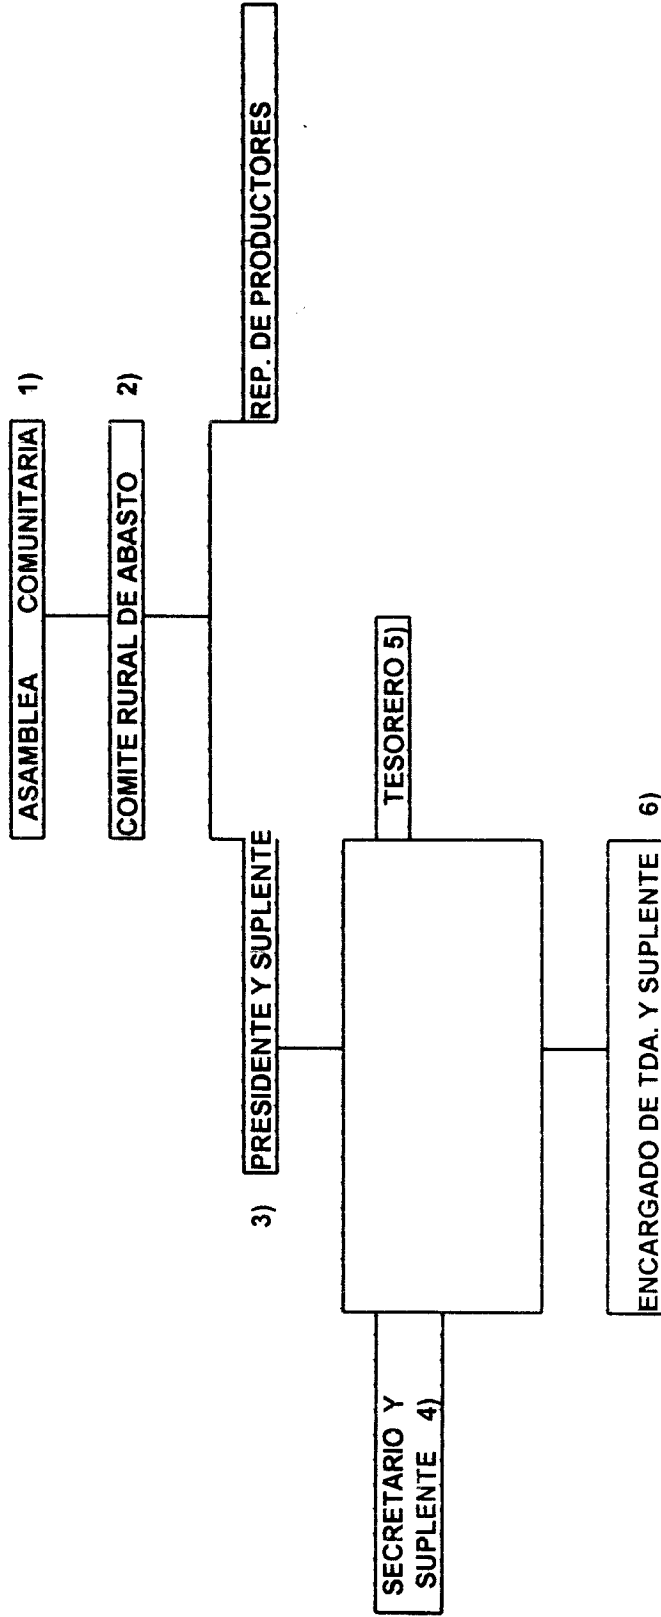 ASAMBLEA COMUNITARIA 1)
COMITE RURAL DE ABASTO 2)
3) PRESIDENTE Y SUPLENTE
REP. DE PRODUCTORES
SECRETARIO Y
SUPLENTE 4)
TESORERO 5)
ENCARGADO DE TDA. Y SUPLENTE 6)